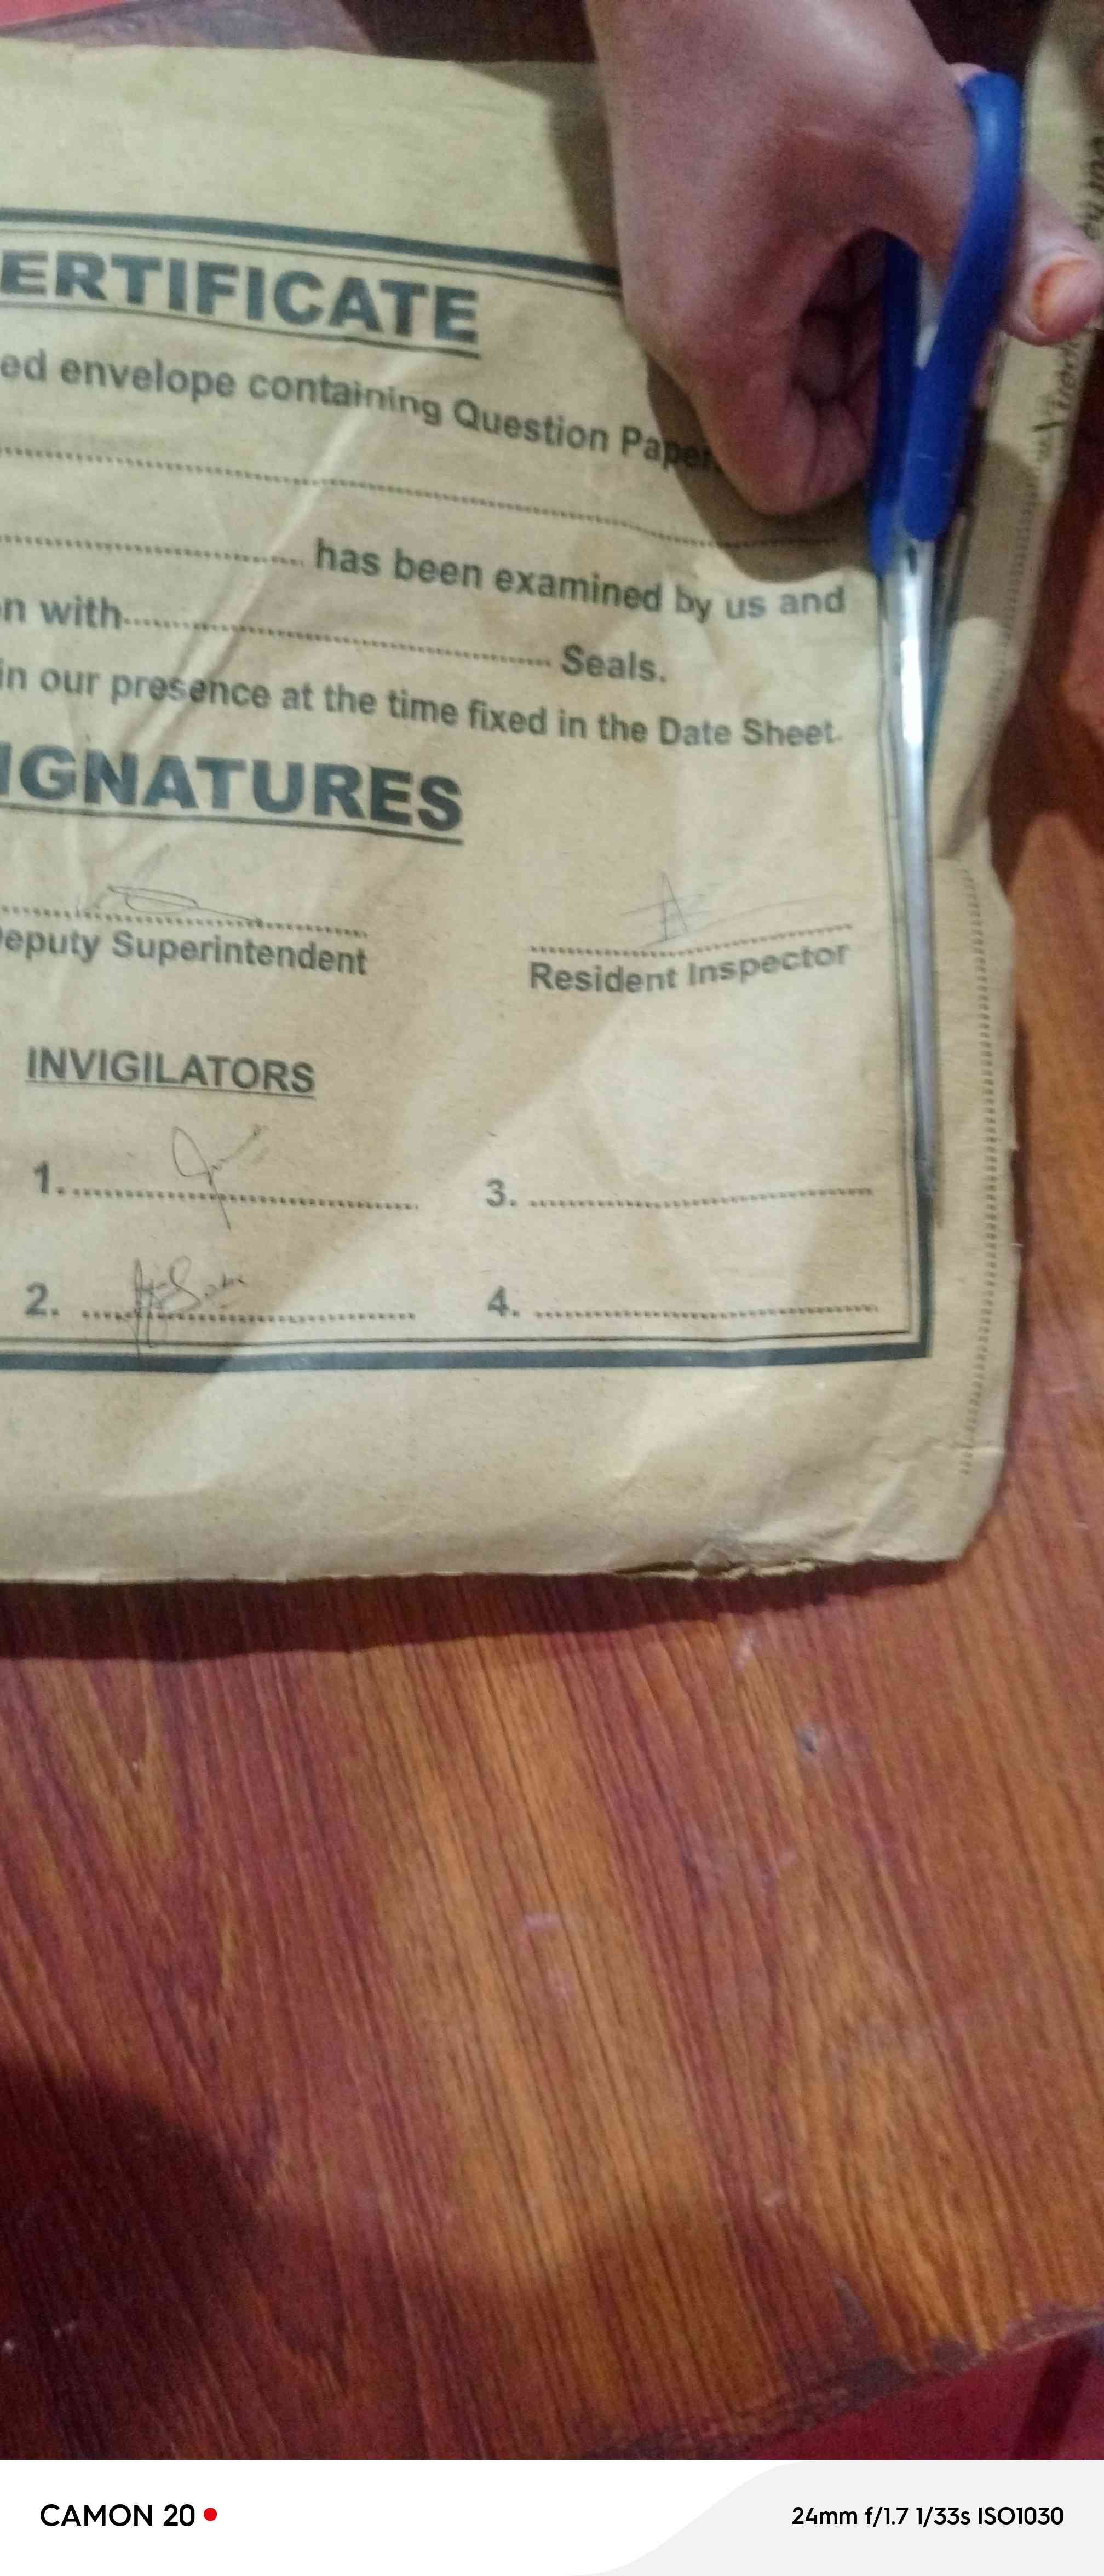 ERTIFICATE
ed envelope containing Question Paper
has been examined by us and
n with.............................. Seals.
in our presence at the time fixed in the Date Sheet.
IGNATURES
Deputy Superintendent
Resident Inspector
INVIGILATORS
1. .............................. 3. ..............................
2. .............................. 4. ..............................
CAMON 20
24mm f/1.7 1/33s ISO1030